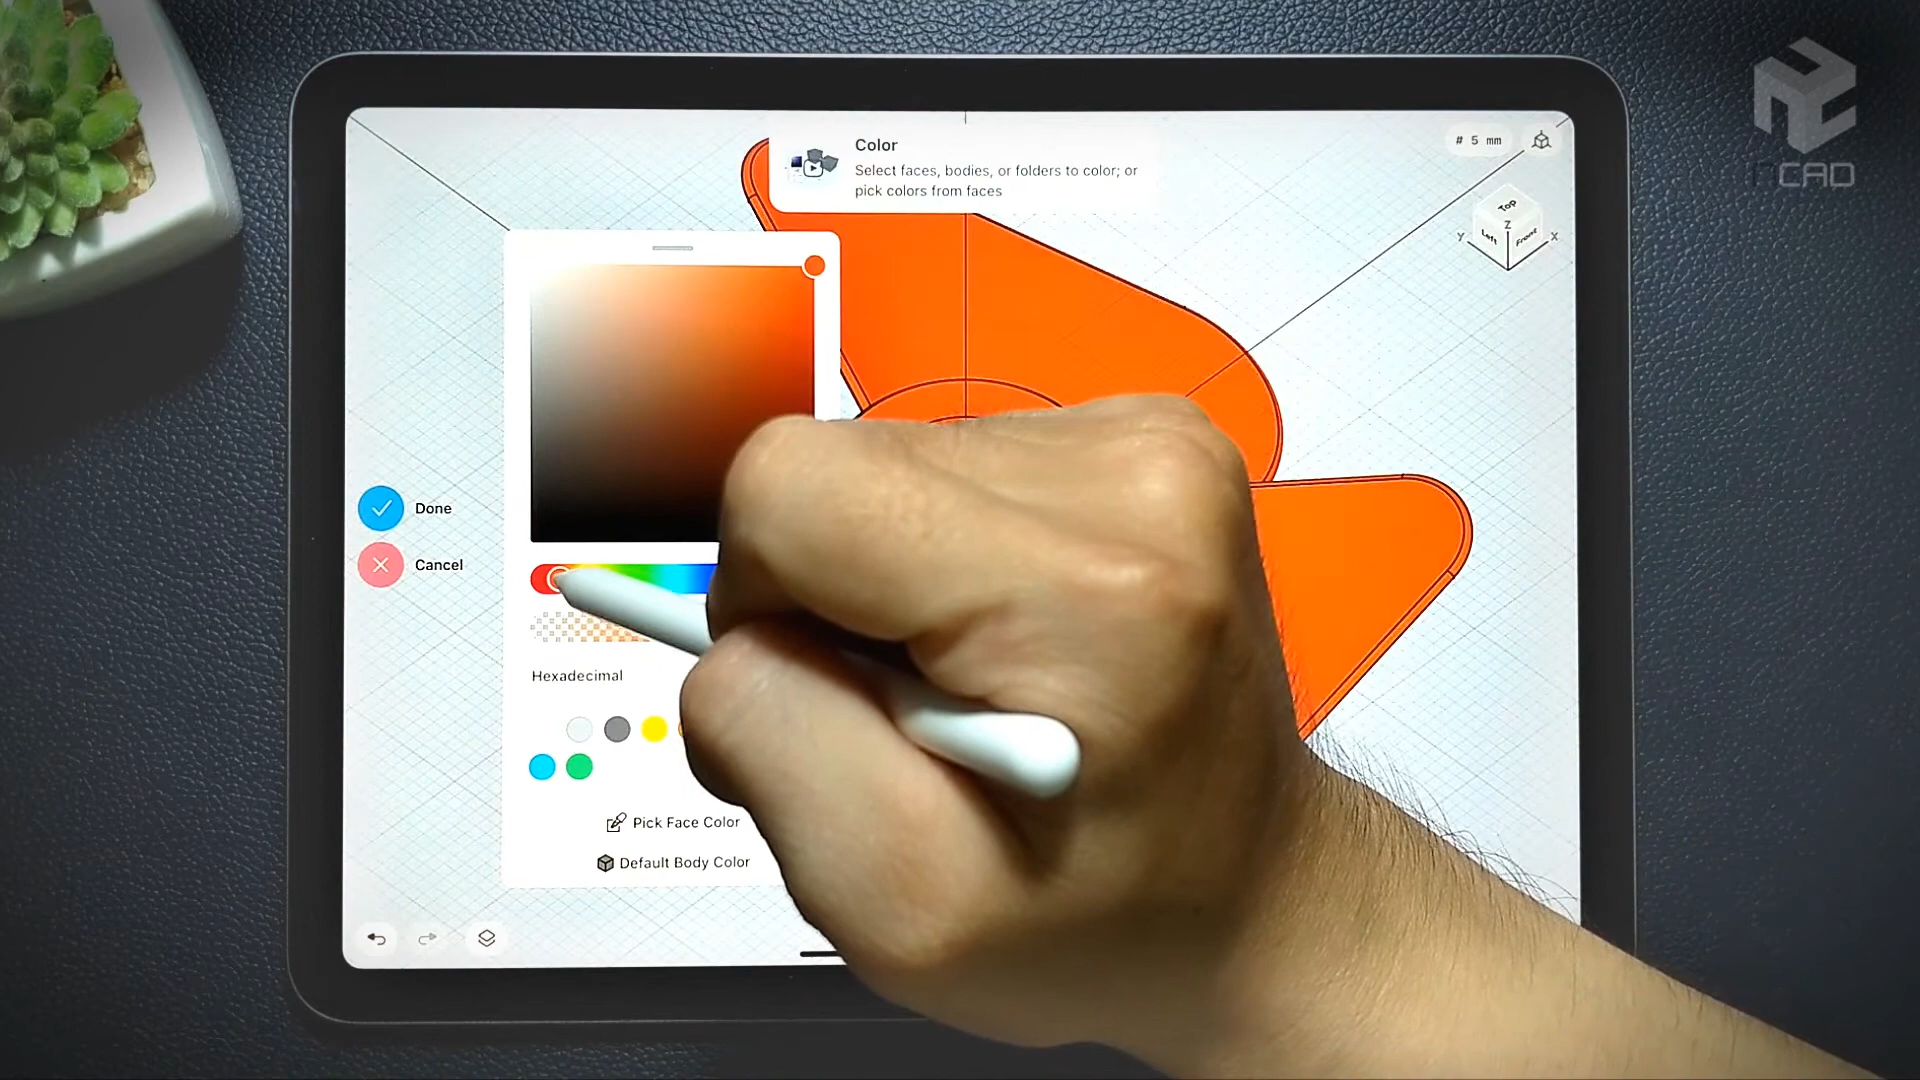 Color
Select faces, bodies, or folders to color; or
pick colors from faces
# 5 mm
Top
Z
Left
Front
Y
X
nCAD
Done
Cancel
Hexadecimal
Pick Face Color
Default Body Color